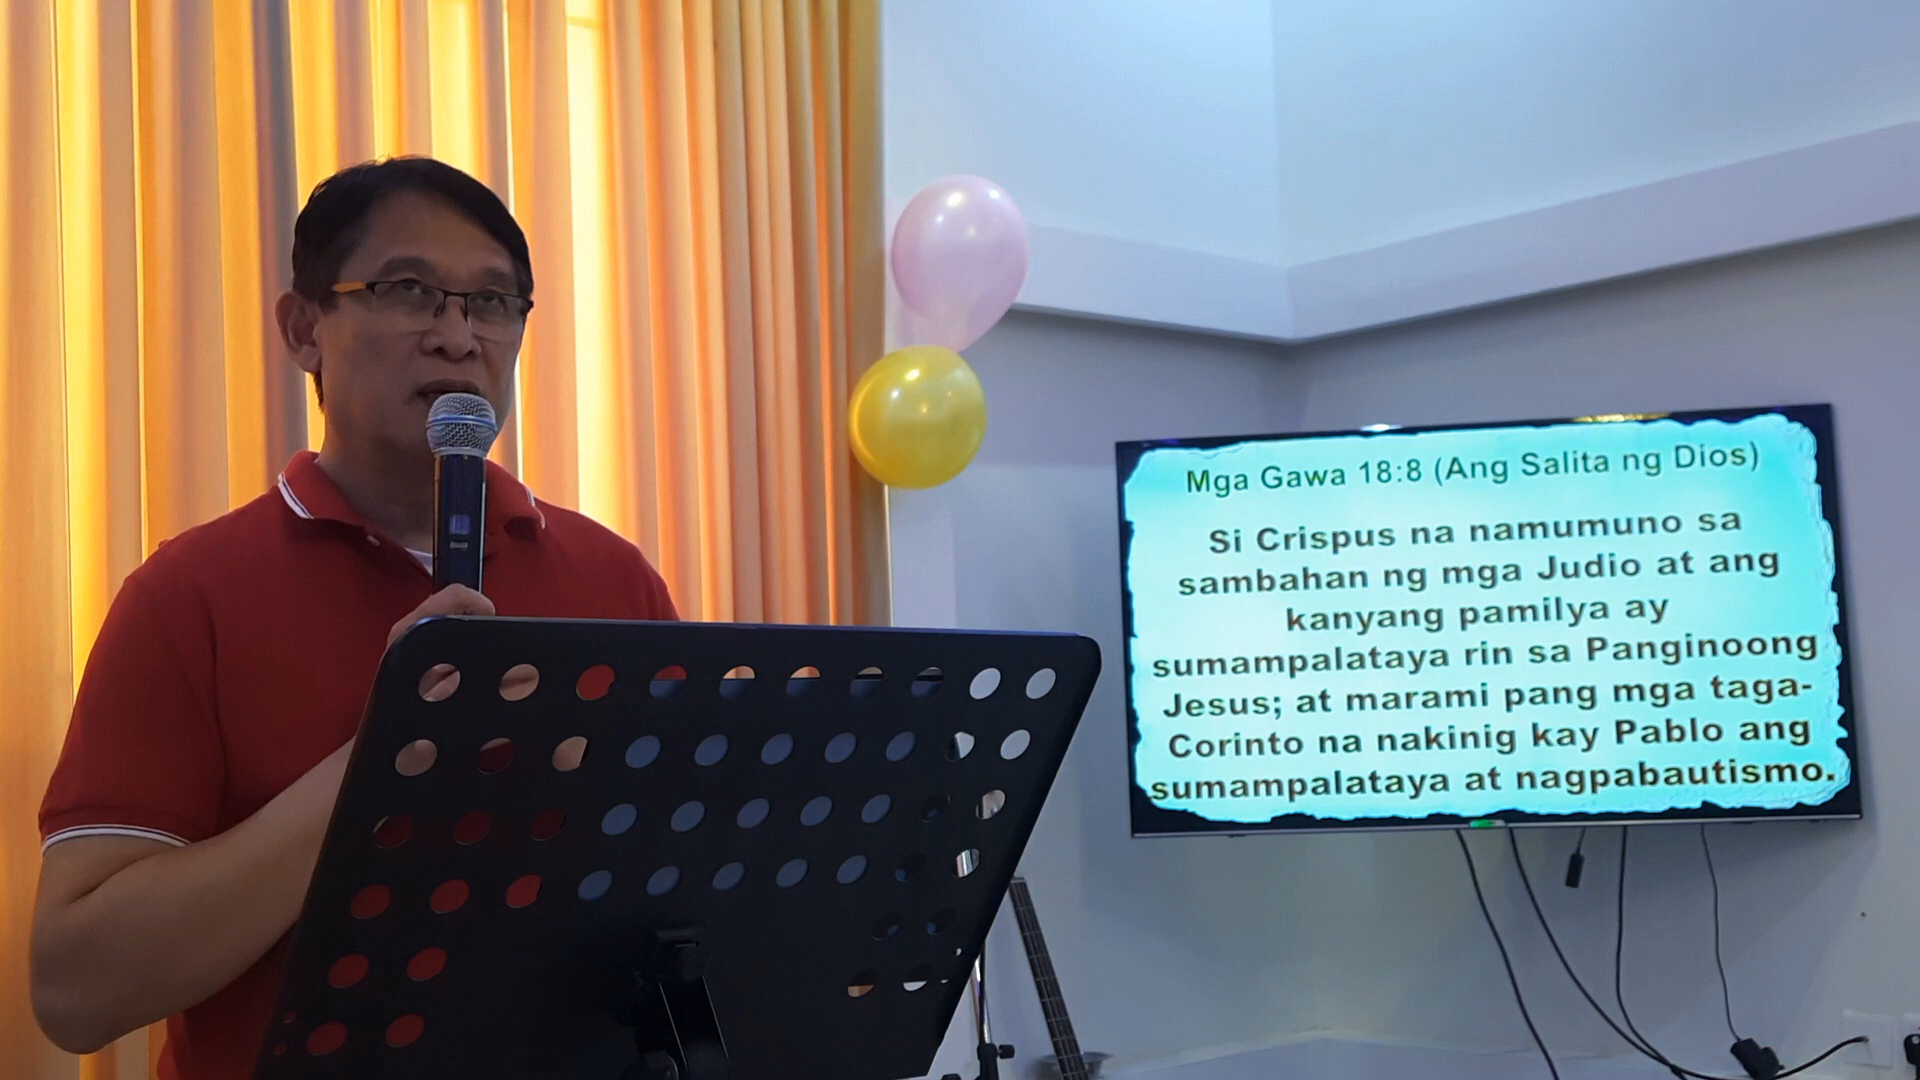 Mga Gawa 18:8 (Ang Salita ng Dios)
Si Crispus na namumuno sa
sambahan ng mga Judio at ang
kanyang pamilya ay
sumampalataya rin sa Panginoong
Jesus; at marami pang mga taga-
Corinto na nakinig kay Pablo ang
sumampalataya at nagpabautismo.